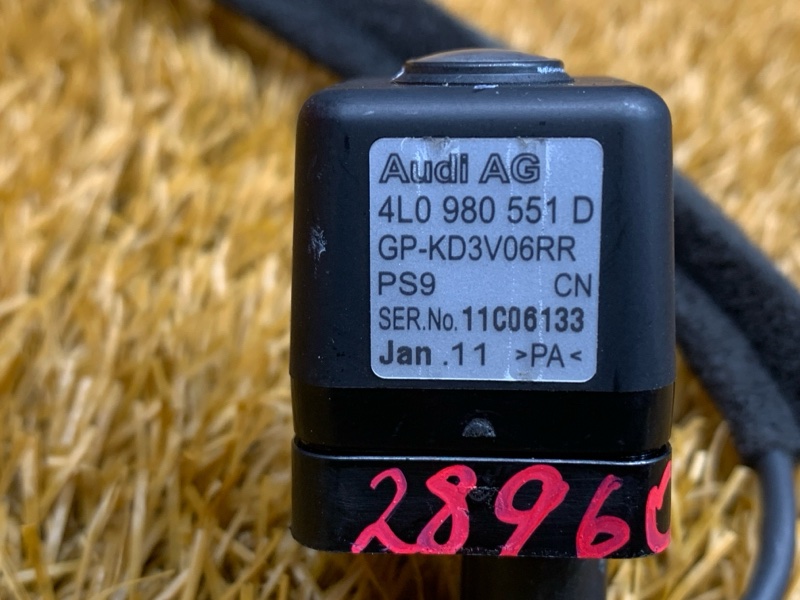 Audi AG
4L0 980 551 D
GP-KD3V06RR
PS9 CN
SER.No. 11C06133
Jan .11 >PA<
2896